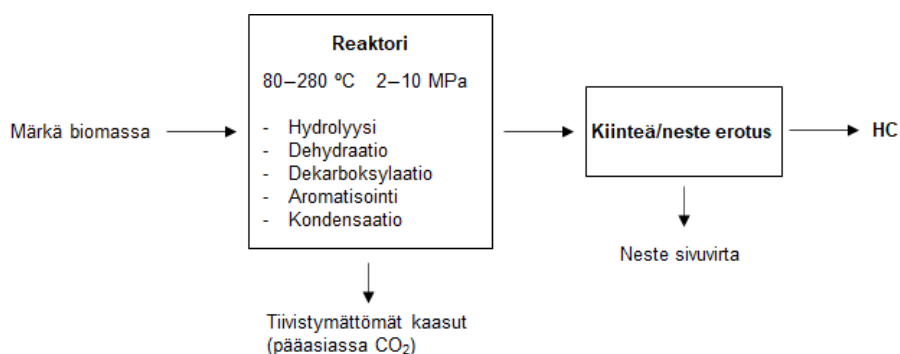 Reaktori
80–280 ºC 2–10 MPa
Märkä biomassa
- Hydrolyysi
- Dehydraatio
- Dekarboksylaatio
- Aromatisointi
- Kondensaatio
Kiinteä/neste erotus
HC
Neste sivuvirta
Tiivistymättömät kaasut
(pääasiassa CO₂)